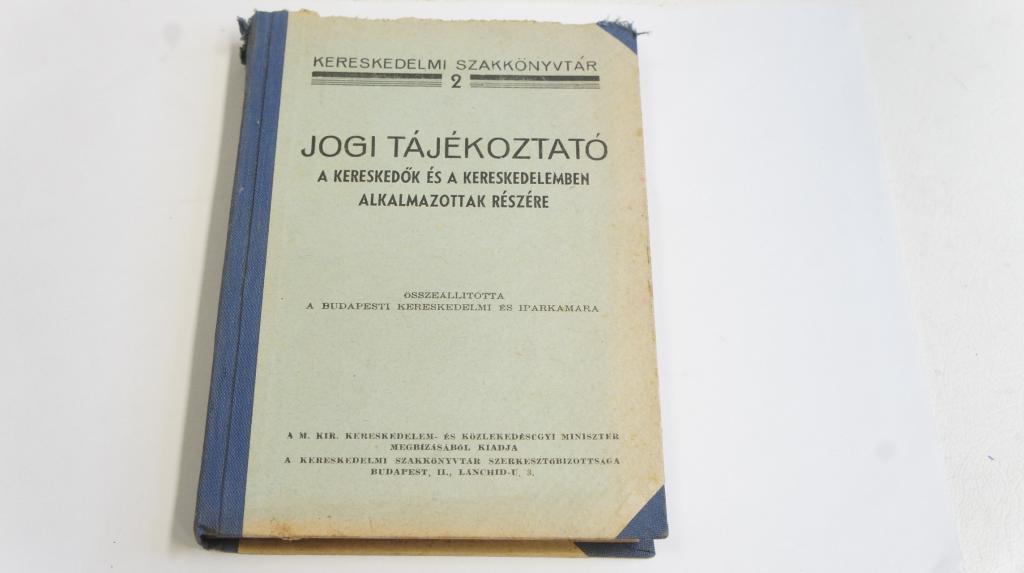 KERESKEDELMI SZAKKÖNYVTÁR
2
JOGI TÁJÉKOZTATÓ
A KERESKEDŐK ÉS A KERESKEDELEMBEN
ALKALMAZOTTAK RÉSZÉRE
ÖSSZEÁLLITOTTA
A BUDAPESTI KERESKEDELMI ÉS IPARKAMARA
A M. KIR. KERESKEDELEM- ÉS KÖZLEKEDÉSÜGYI MINISZTER
MEGBIZÁSÁBÓL KIADJA
A KERESKEDELMI SZAKKÖNYVTÁR SZERKESZTŐBIZOTTSÁGA
BUDAPEST, II., LÁNCHID-U. 3.